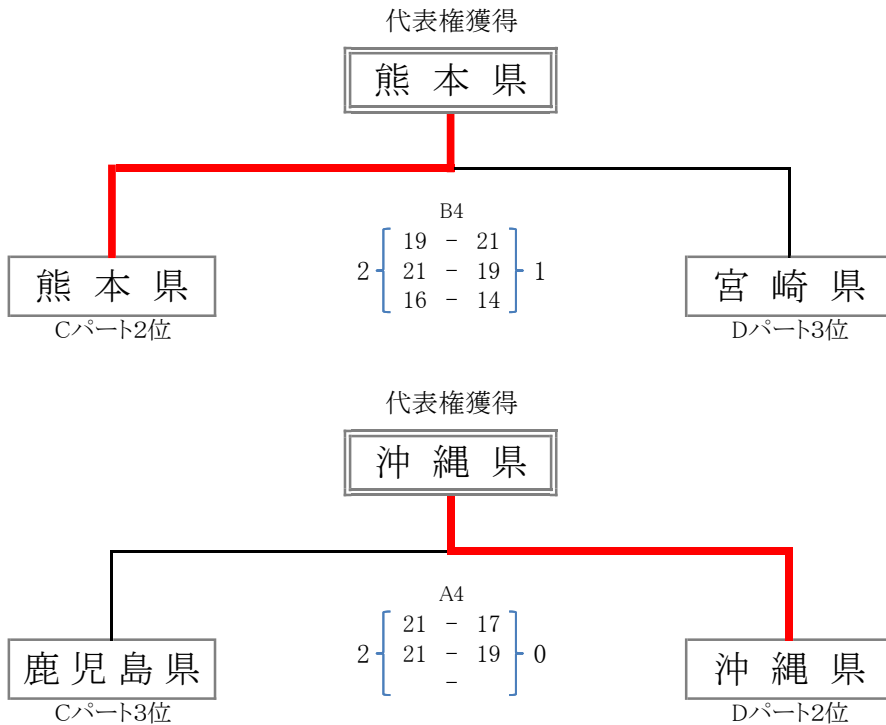 代表権獲得
熊本県
B4
19 - 21
2 21 - 19 1
16 - 14
熊本県 宮崎県
Cパート2位 Dパート3位
代表権獲得
沖縄県
A4
21 - 17
2 21 - 19 0
-
鹿児島県 沖縄県
Cパート3位 Dパート2位